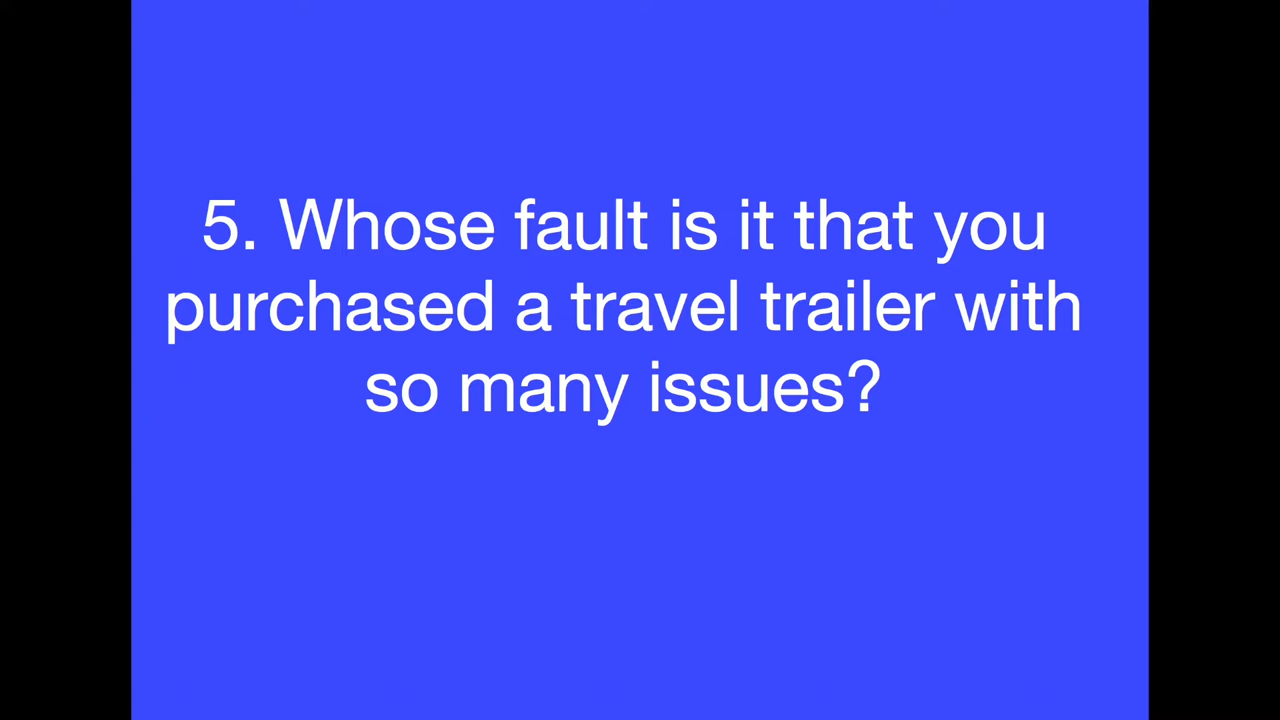 5. Whose fault is it that you
purchased a travel trailer with
so many issues?